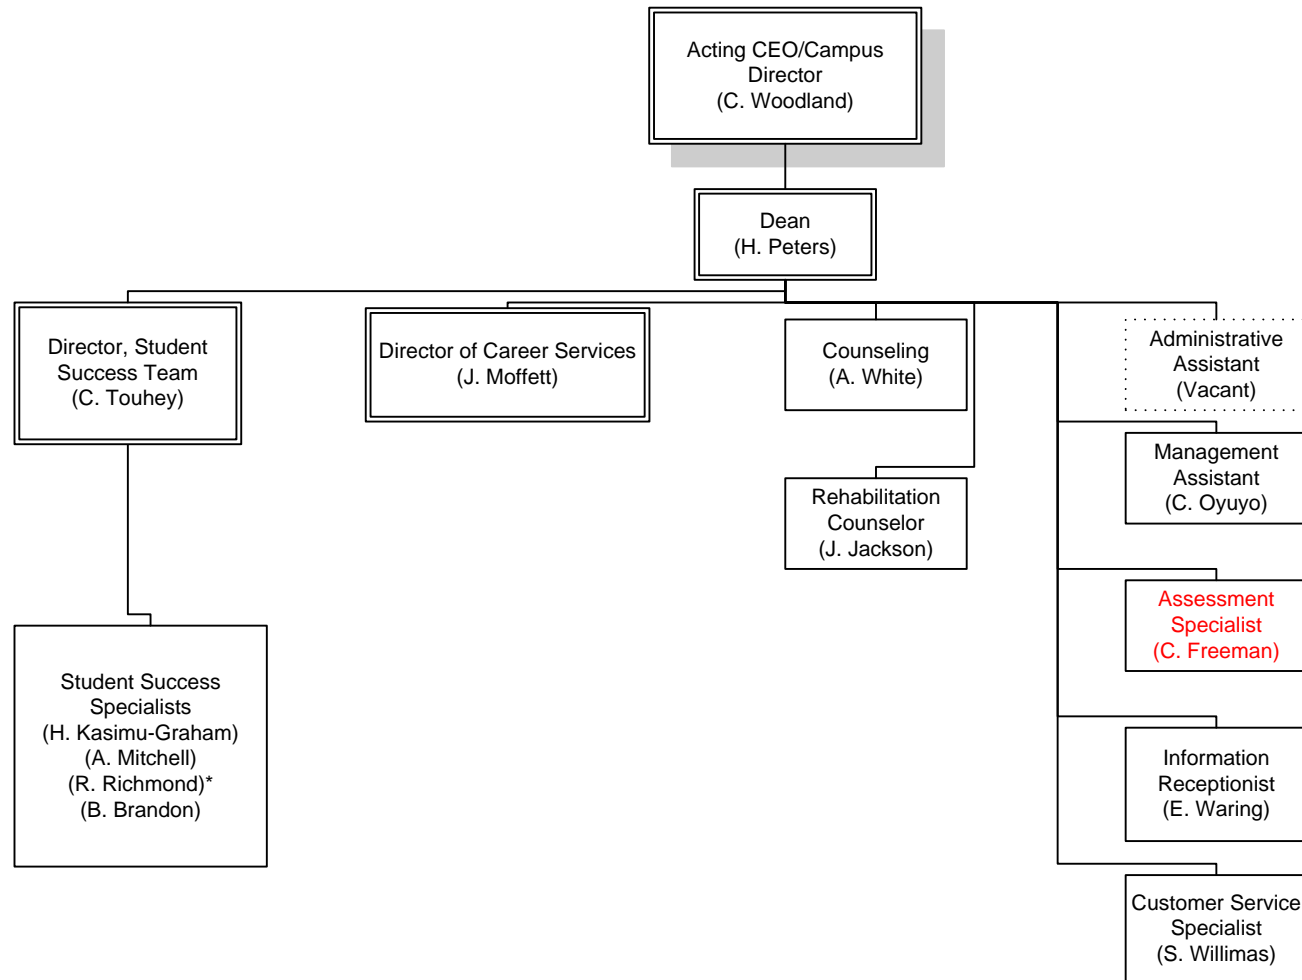 Acting CEO/Campus
Director
(C. Woodland)
Dean
(H. Peters)
Director, Student
Success Team
(C. Touhey)
Director of Career Services
(J. Moffett)
Counseling
(A. White)
Administrative
Assistant
(Vacant)
Management
Assistant
(C. Oyuyo)
Rehabilitation
Counselor
(J. Jackson)
Assessment
Specialist
(C. Freeman)
Student Success
Specialists
(H. Kasimu-Graham)
(A. Mitchell)
(R. Richmond)*
(B. Brandon)
Information
Receptionist
(E. Waring)
Customer Service
Specialist
(S. Willimas)